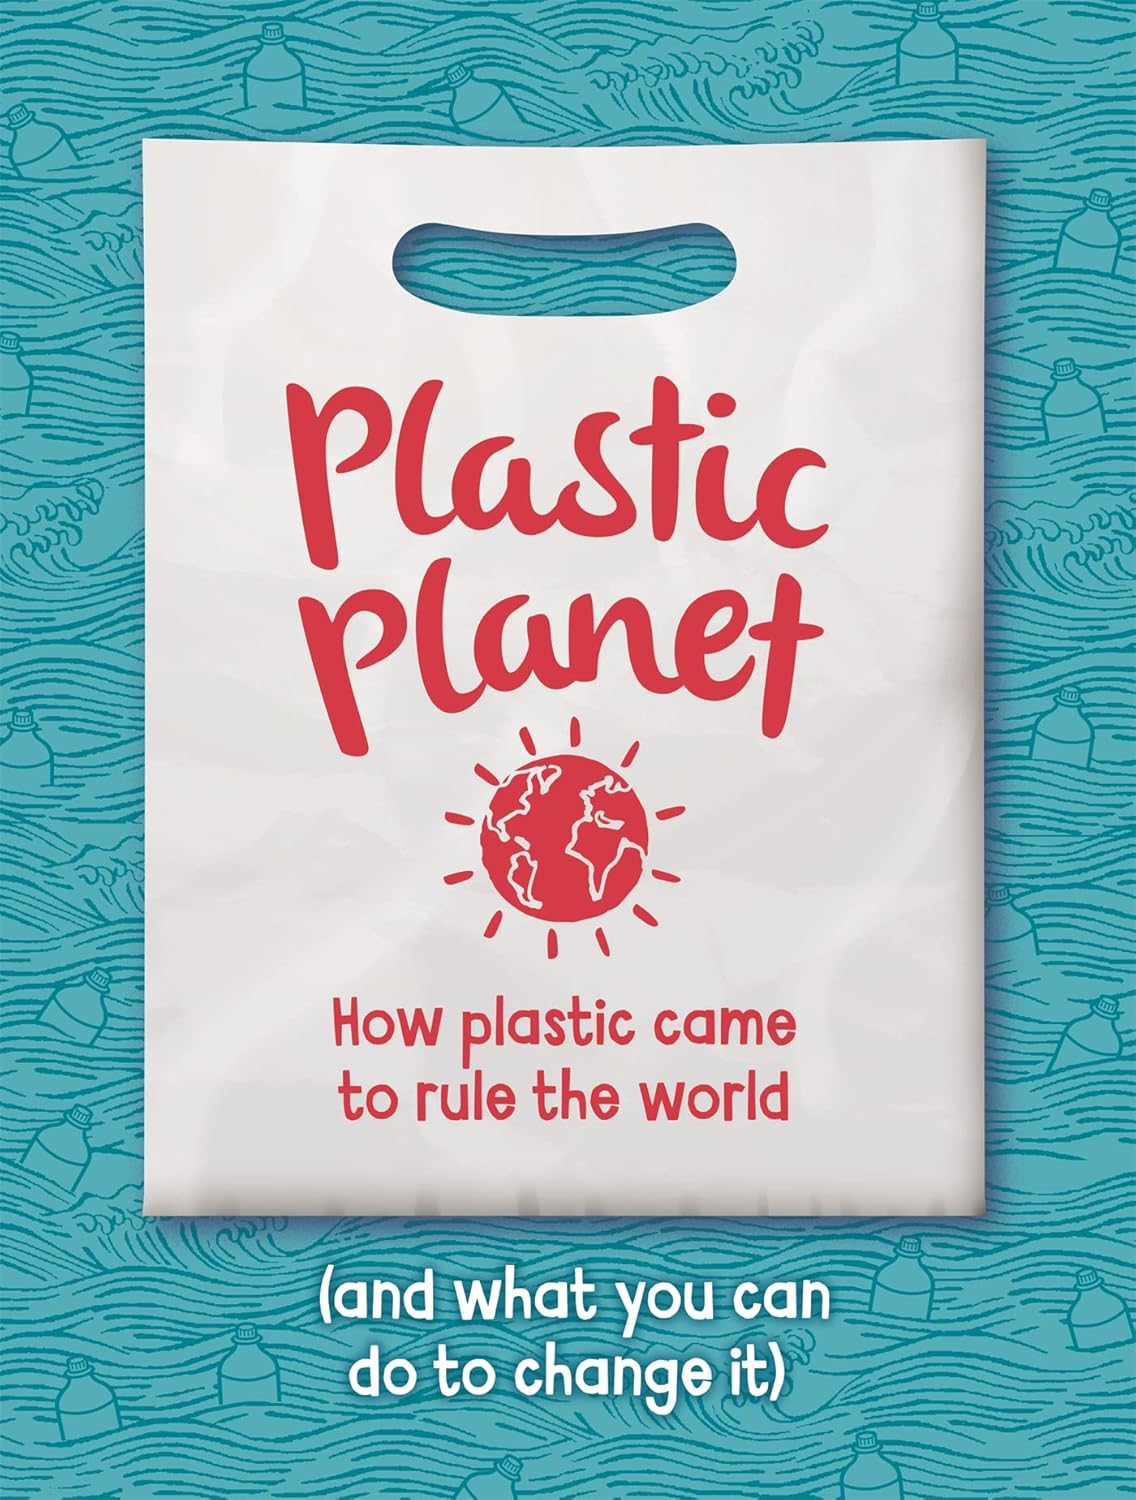 Plastic
Planet
How plastic came
to rule the world
(and what you can
do to change it)